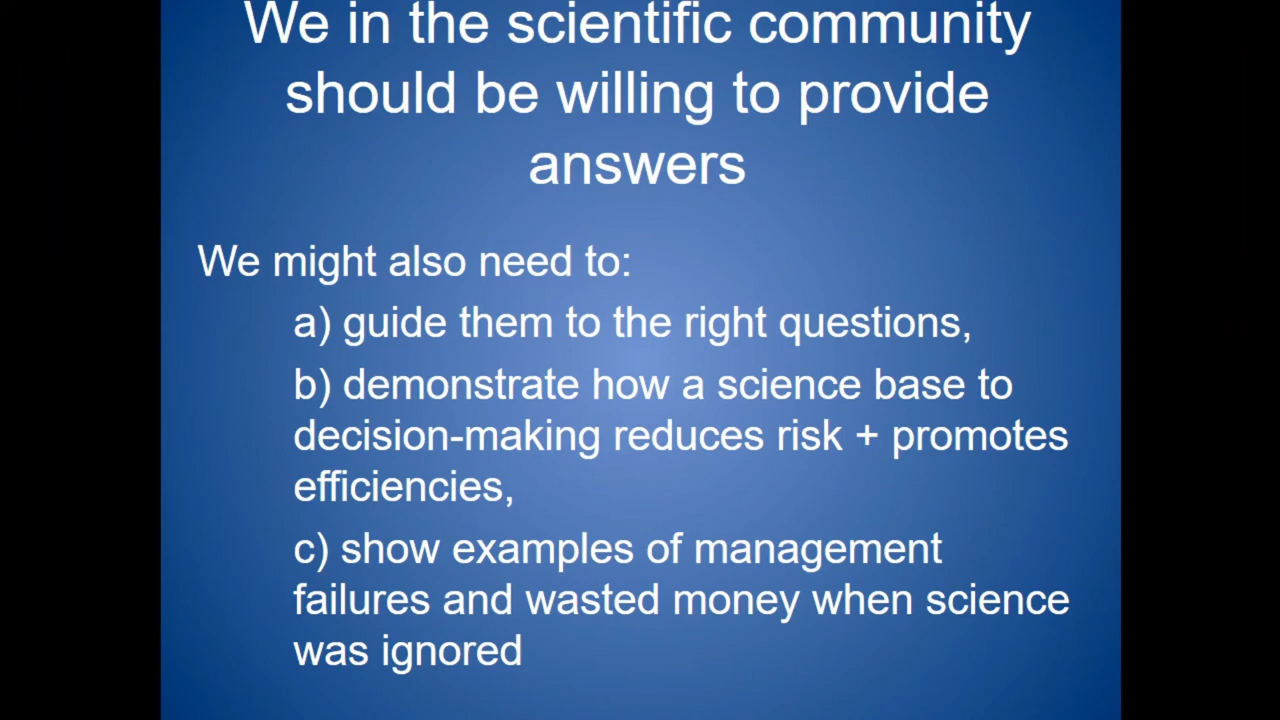 We in the scientific community
should be willing to provide
answers
We might also need to:
a) guide them to the right questions,
b) demonstrate how a science base to
decision-making reduces risk + promotes
efficiencies,
c) show examples of management
failures and wasted money when science
was ignored